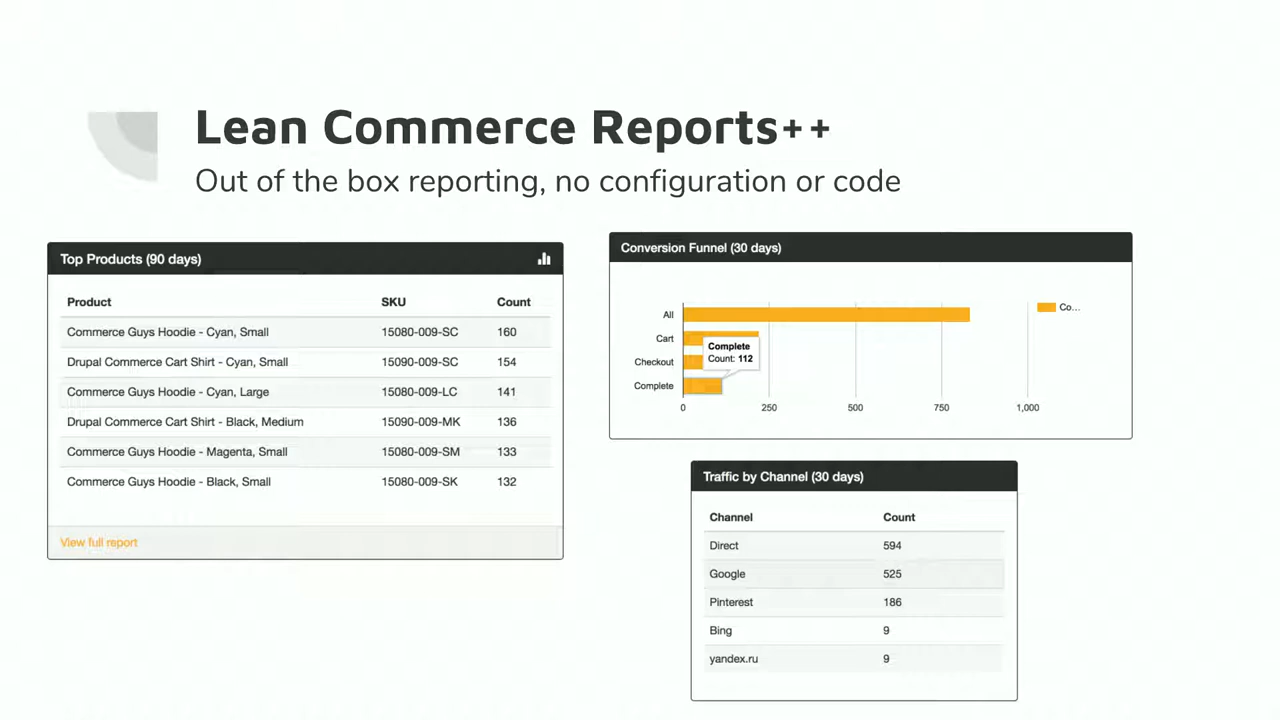 Lean Commerce Reports++
Out of the box reporting, no configuration or code
Top Products (90 days)
Product SKU Count
Commerce Guys Hoodie - Cyan, Small 15080-009-SC 160
Drupal Commerce Cart Shirt - Cyan, Small 15090-009-SC 154
Commerce Guys Hoodie - Cyan, Large 15080-009-LC 141
Drupal Commerce Cart Shirt - Black, Medium 15090-009-MK 136
Commerce Guys Hoodie - Magenta, Small 15080-009-SM 133
Commerce Guys Hoodie - Black, Small 15080-009-SK 132
View full report
Conversion Funnel (30 days)
All
Co...
Cart
Complete
Count: 112
Checkout
Complete
0 250 500 750 1,000
Traffic by Channel (30 days)
Channel Count
Direct 594
Google 525
Pinterest 186
Bing 9
yandex.ru 9